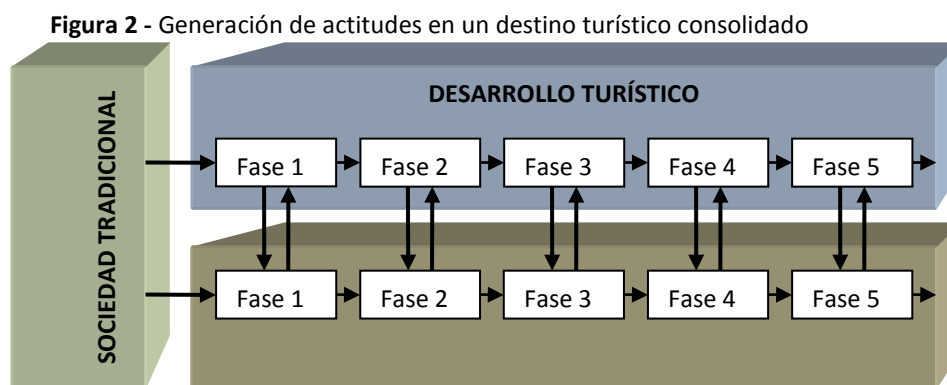 Figura 2 - Generación de actitudes en un destino turístico consolidado
SOCIEDAD TRADICIONAL
DESARROLLO TURÍSTICO
Fase 1
Fase 2
Fase 3
Fase 4
Fase 5
Fase 1
Fase 2
Fase 3
Fase 4
Fase 5